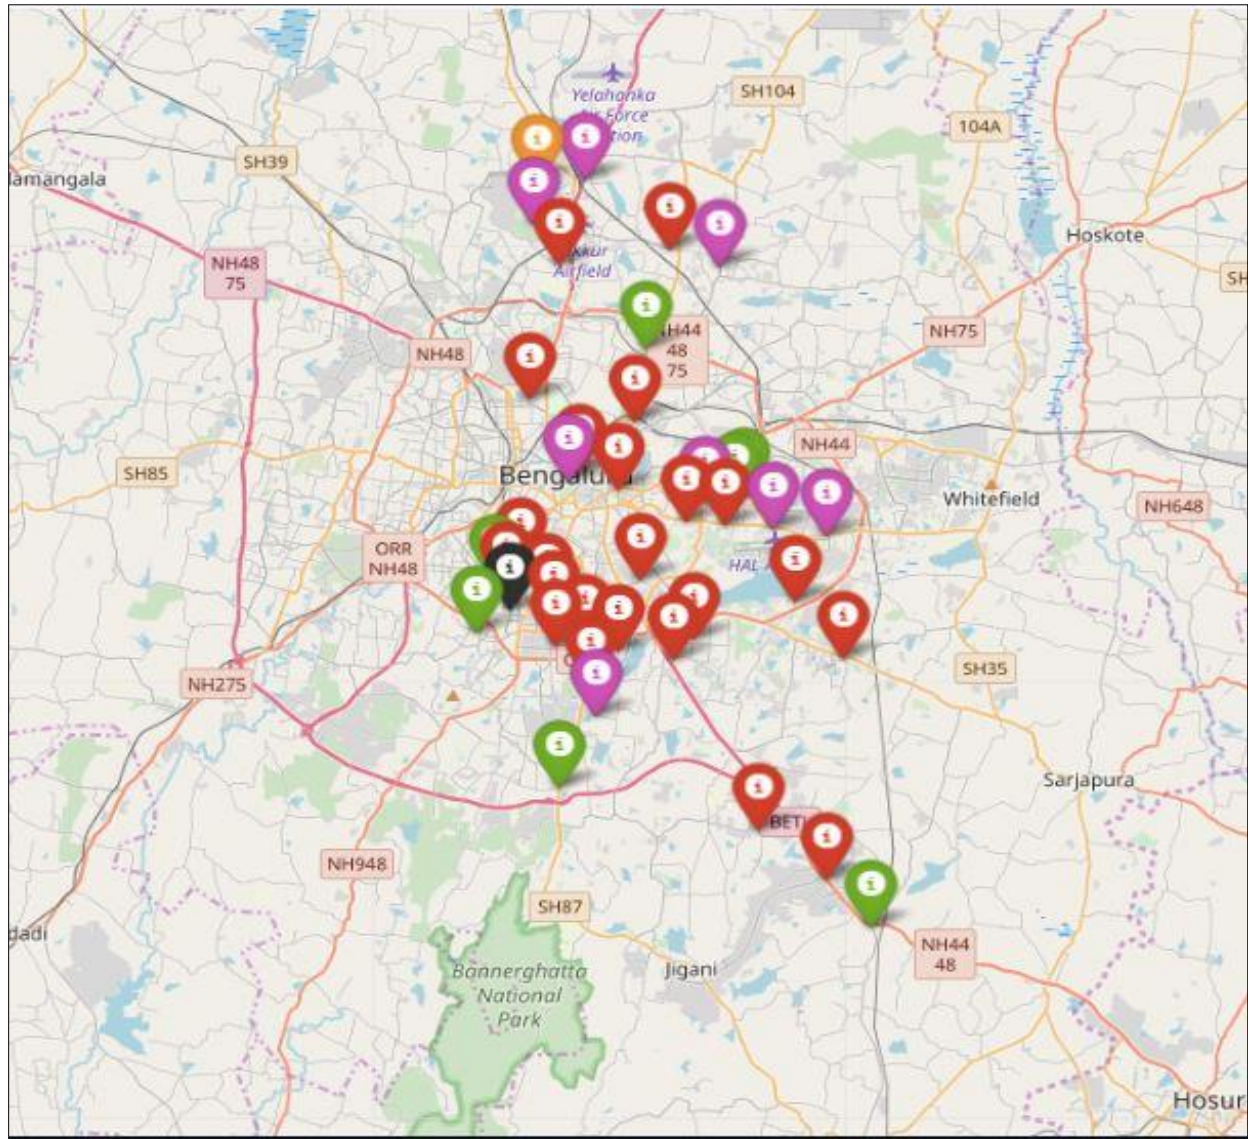 Yelahanka
Air Force
Station
SH104
104A
SH39
lamangala
Hoskote
NH48
75
Airfield
SH
NH44
48
75
NH75
NH48
NH44
SH85
Bengaluru
Whitefield
NH648
ORR
NH48
HAL
SH35
NH275
Sarjapura
BETL
NH948
SH87
dadi
NH44
48
Bannerghatta
National
Park
Jigani
Hosur